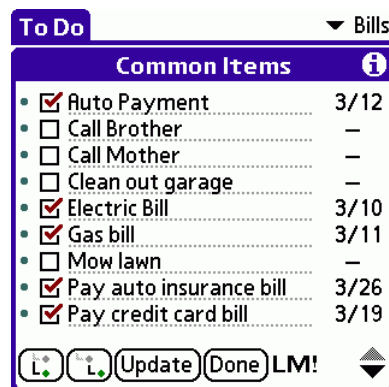 To Do Bills
Common Items i
Auto Payment 3/12
Call Brother –
Call Mother –
Clean out garage –
Electric Bill 3/10
Gas bill 3/11
Mow lawn –
Pay auto insurance bill 3/26
Pay credit card bill 3/19
L L Update Done LM!